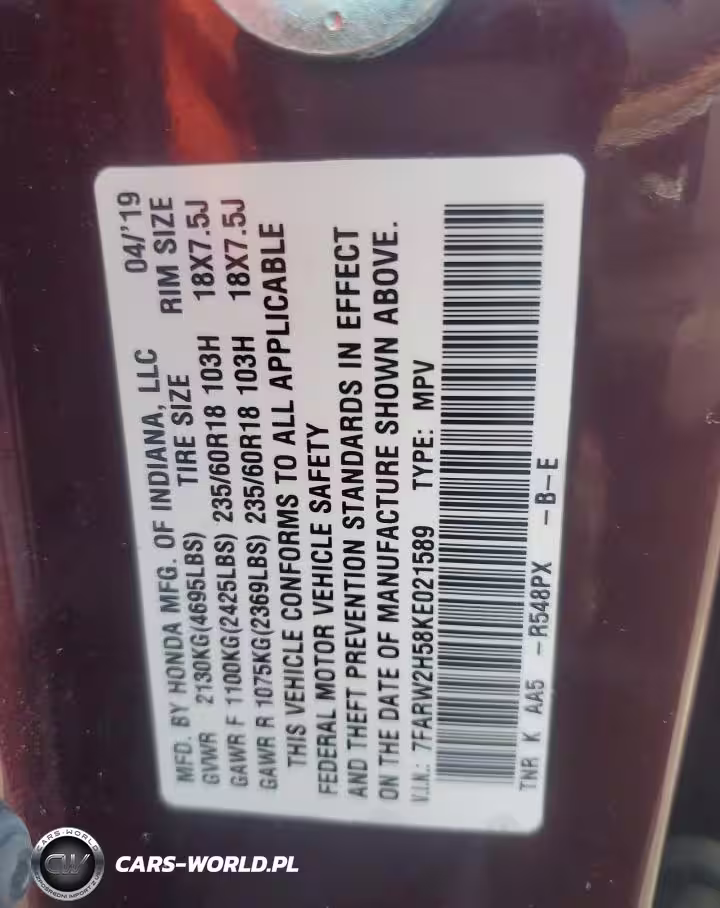 MFD. BY HONDA MFG. OF INDIANA, LLC 04/'19
GVWR 2130KG(4695LBS) TIRE SIZE RIM SIZE
GAWR F 1100KG(2425LBS) 235/60R18 103H 18X7.5J
GAWR R 1075KG(2369LBS) 235/60R18 103H 18X7.5J
THIS VEHICLE CONFORMS TO ALL APPLICABLE
FEDERAL MOTOR VEHICLE SAFETY
AND THEFT PREVENTION STANDARDS IN EFFECT
ON THE DATE OF MANUFACTURE SHOWN ABOVE.
V.I.N.: 7FARW2H58KE021589 TYPE: MPV
TNR K AA5 -R548PX -B-E
CARS-WORLD
CW
CARS-WORLD.PL